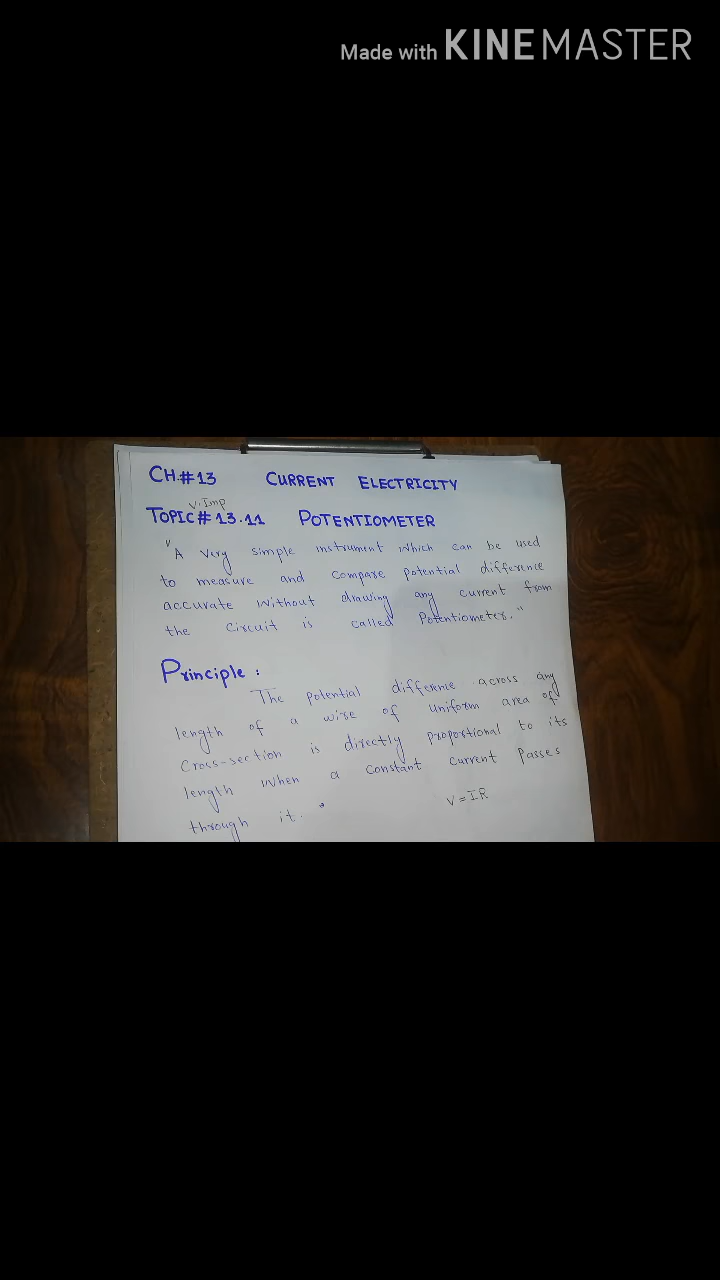 Made with KINEMASTER
CH.#13 CURRENT ELECTRICITY
V.Imp
TOPIC# 13.11 POTENTIOMETER
"A very simple instrument which can be used
to measure and compare potential difference
accurate without drawing any current from
the circuit is called Potentiometer."
Principle :
The potential difference across any
length of a wire of uniform area of
cross-section is directly proportional to its
length when a constant current passes
through it.
V=IR